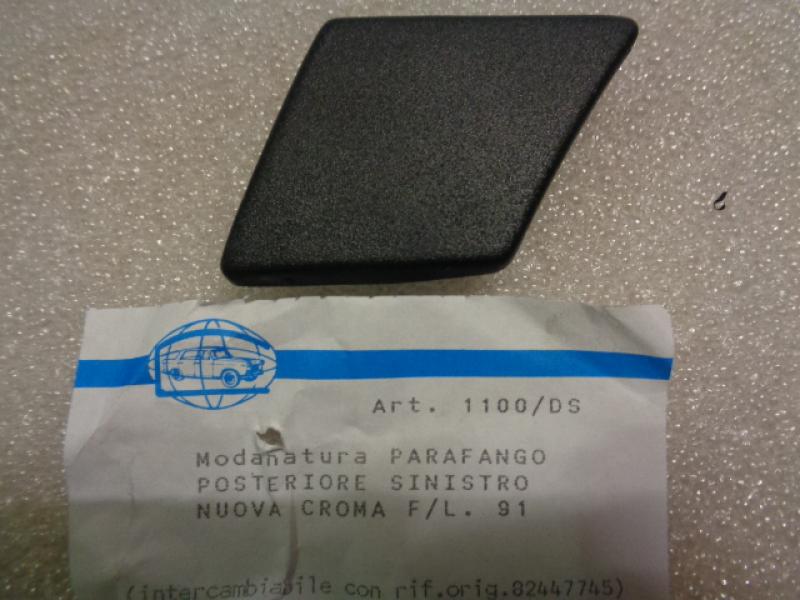 Art. 1100/DS
Modanatura PARAFANGO
POSTERIORE SINISTRO
NUOVA CROMA F/L. 91
(intercambiabile con rif.orig.82447745)